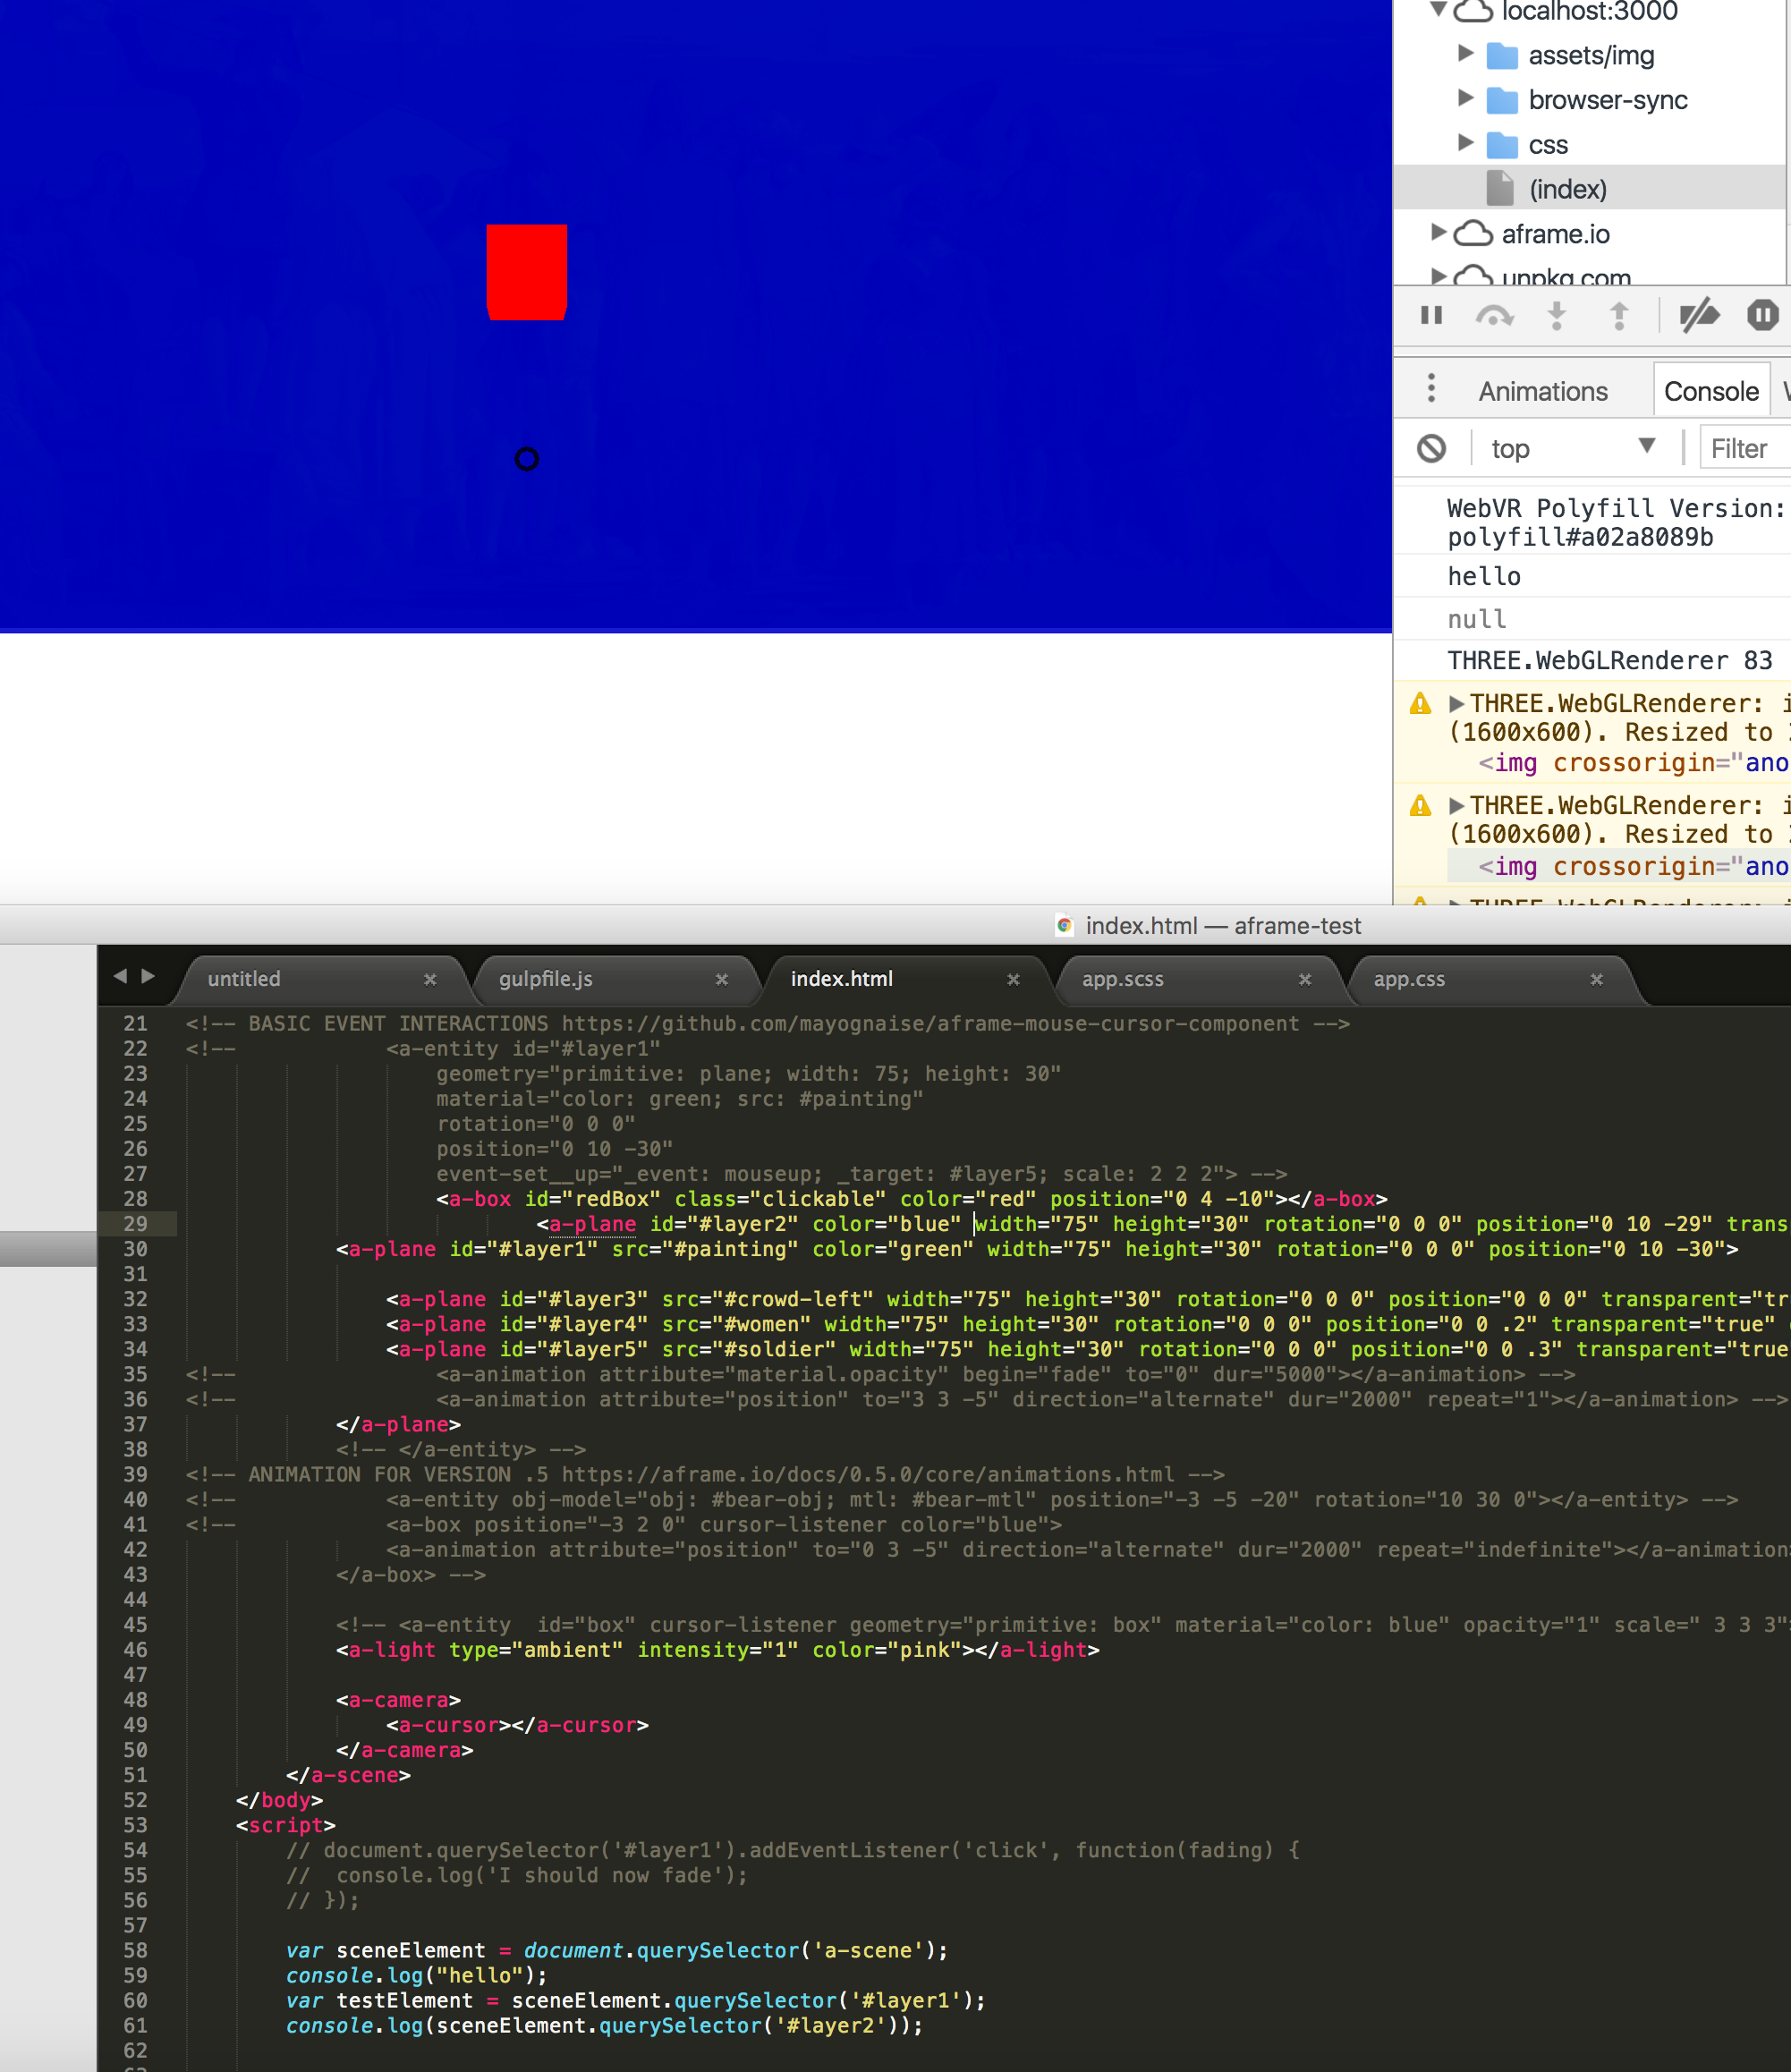 localhost:3000
assets/img
browser-sync
css
(index)
aframe.io
unpkg.com
Animations
Console
top
Filter
WebVR Polyfill Version:
polyfill#a02a8089b
hello
null
THREE.WebGLRenderer 83
THREE.WebGLRenderer: i
(1600x600). Resized to
<img crossorigin="ano
THREE.WebGLRenderer: i
(1600x600). Resized to
<img crossorigin="ano
index.html — aframe-test
untitled
gulpfile.js
index.html
app.scss
app.css
21 <!-- BASIC EVENT INTERACTIONS https://github.com/mayognaise/aframe-mouse-cursor-component -->
22 <!-- <a-entity id="#layer1"
23 geometry="primitive: plane; width: 75; height: 30"
24 material="color: green; src: #painting"
25 rotation="0 0 0"
26 position="0 10 -30"
27 event-set__up="_event: mouseup; _target: #layer5; scale: 2 2 2"> -->
28 <a-box id="redBox" class="clickable" color="red" position="0 4 -10"></a-box>
29 <a-plane id="#layer2" color="blue" width="75" height="30" rotation="0 0 0" position="0 10 -29" trans
30 <a-plane id="#layer1" src="#painting" color="green" width="75" height="30" rotation="0 0 0" position="0 10 -30">
31
32 <a-plane id="#layer3" src="#crowd-left" width="75" height="30" rotation="0 0 0" position="0 0 0" transparent="tr
33 <a-plane id="#layer4" src="#women" width="75" height="30" rotation="0 0 0" position="0 0 .2" transparent="true"
34 <a-plane id="#layer5" src="#soldier" width="75" height="30" rotation="0 0 0" position="0 0 .3" transparent="true
35 <!-- <a-animation attribute="material.opacity" begin="fade" to="0" dur="5000"></a-animation> -->
36 <!-- <a-animation attribute="position" to="3 3 -5" direction="alternate" dur="2000" repeat="1"></a-animation> -->
37 </a-plane>
38 <!-- </a-entity> -->
39 <!-- ANIMATION FOR VERSION .5 https://aframe.io/docs/0.5.0/core/animations.html -->
40 <!-- <a-entity obj-model="obj: #bear-obj; mtl: #bear-mtl" position="-3 -5 -20" rotation="10 30 0"></a-entity> -->
41 <!-- <a-box position="-3 2 0" cursor-listener color="blue">
42 <a-animation attribute="position" to="0 3 -5" direction="alternate" dur="2000" repeat="indefinite"></a-animation
43 </a-box> -->
44
45 <!-- <a-entity  id="box" cursor-listener geometry="primitive: box" material="color: blue" opacity="1" scale=" 3 3 3"
46 <a-light type="ambient" intensity="1" color="pink"></a-light>
47
48 <a-camera>
49 <a-cursor></a-cursor>
50 </a-camera>
51 </a-scene>
52 </body>
53 <script>
54 // document.querySelector('#layer1').addEventListener('click', function(fading) {
55 //  console.log('I should now fade');
56 // });
57
58 var sceneElement = document.querySelector('a-scene');
59 console.log("hello");
60 var testElement = sceneElement.querySelector('#layer1');
61 console.log(sceneElement.querySelector('#layer2'));
62